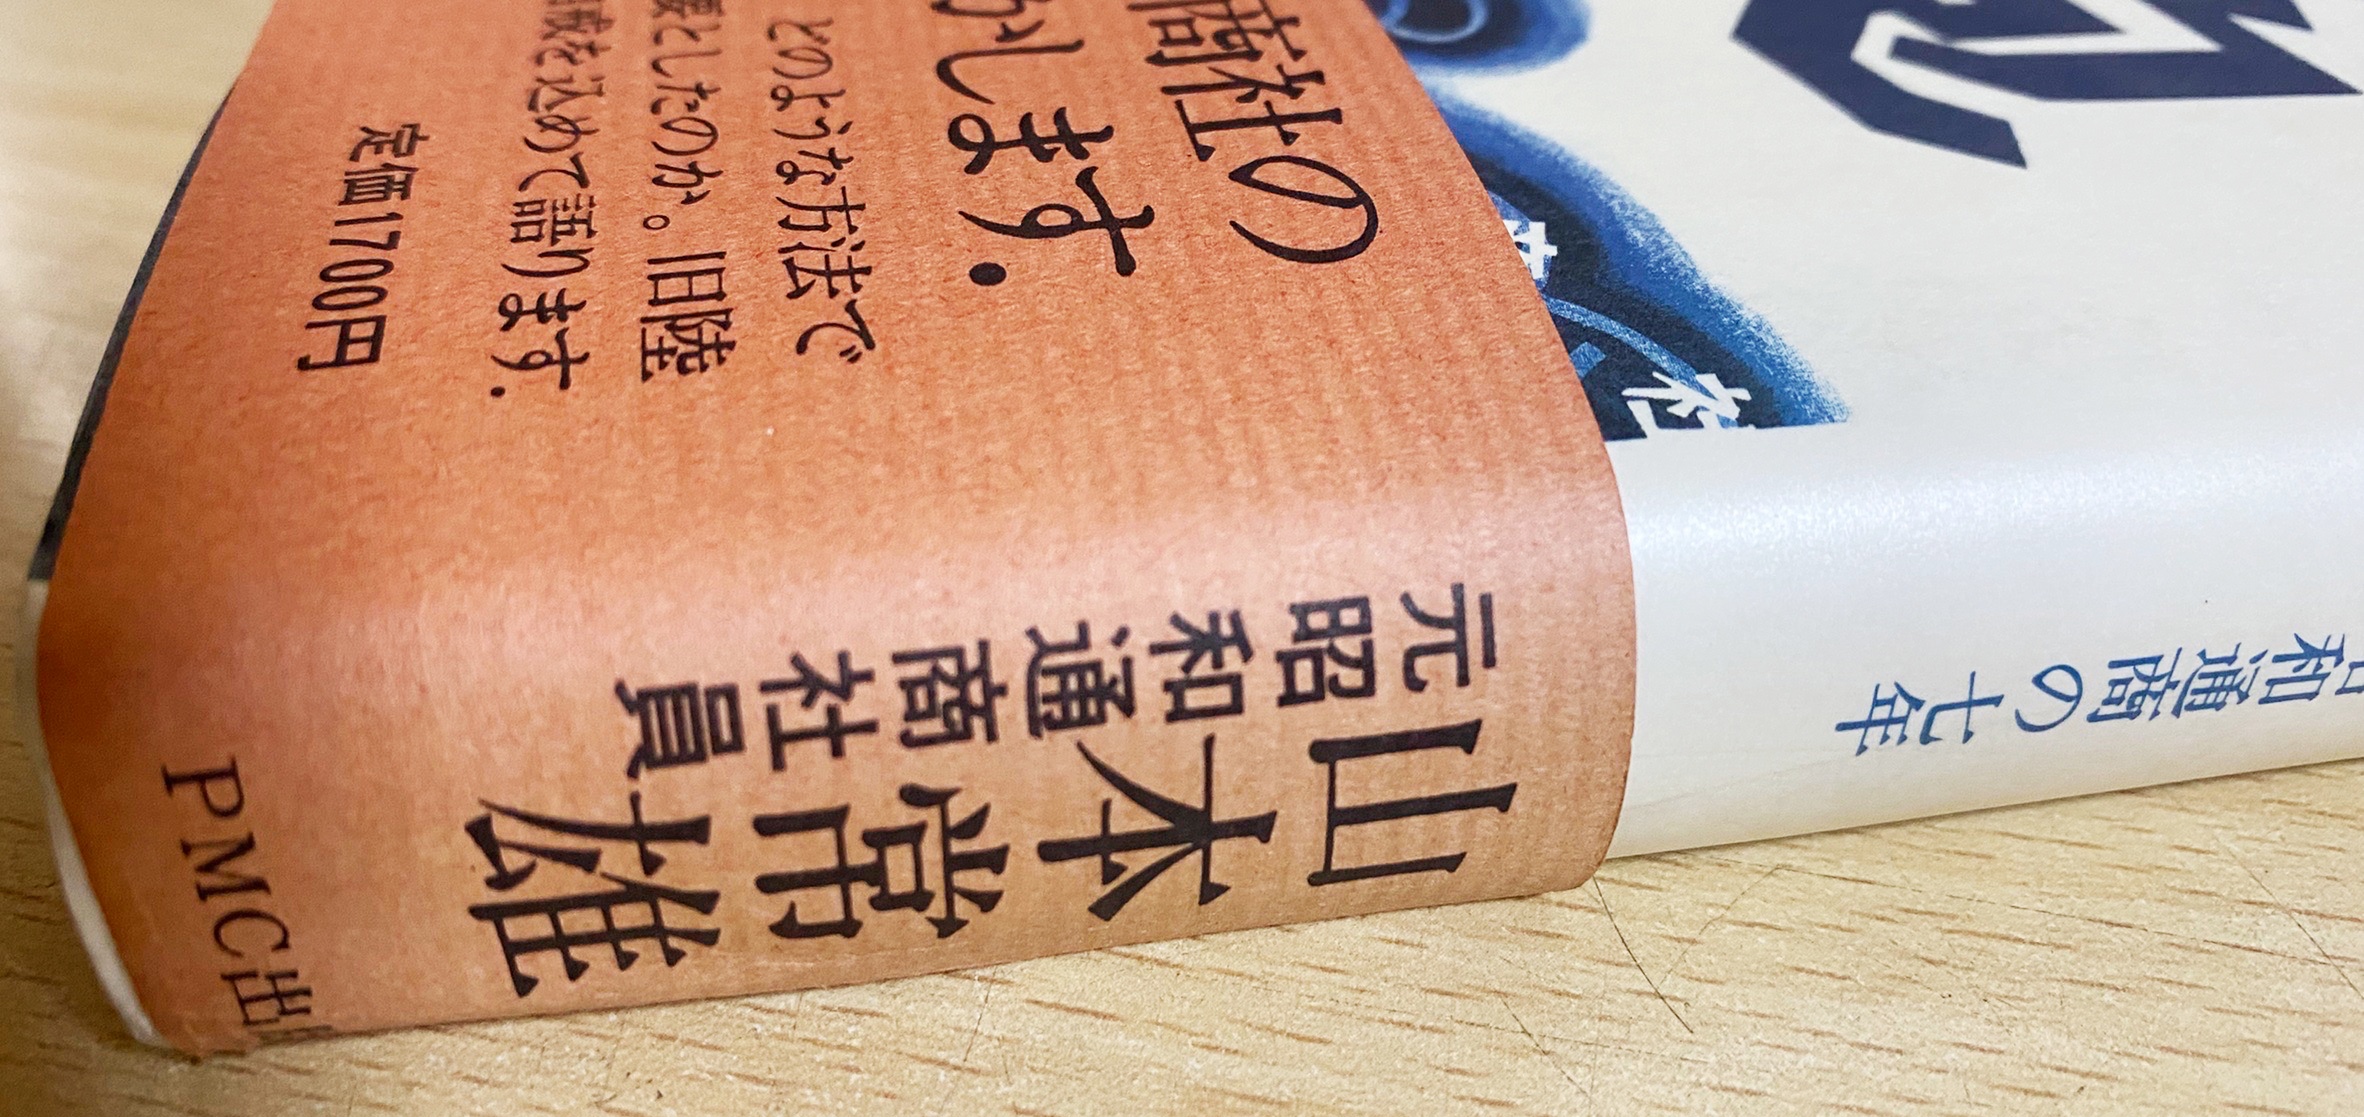 商社の
かします.
どのような方法で
要としたのか。旧陸
を込めて語ります.
定価1700円
和通商の七年
元昭和通商社員
山本常雄
PMC出